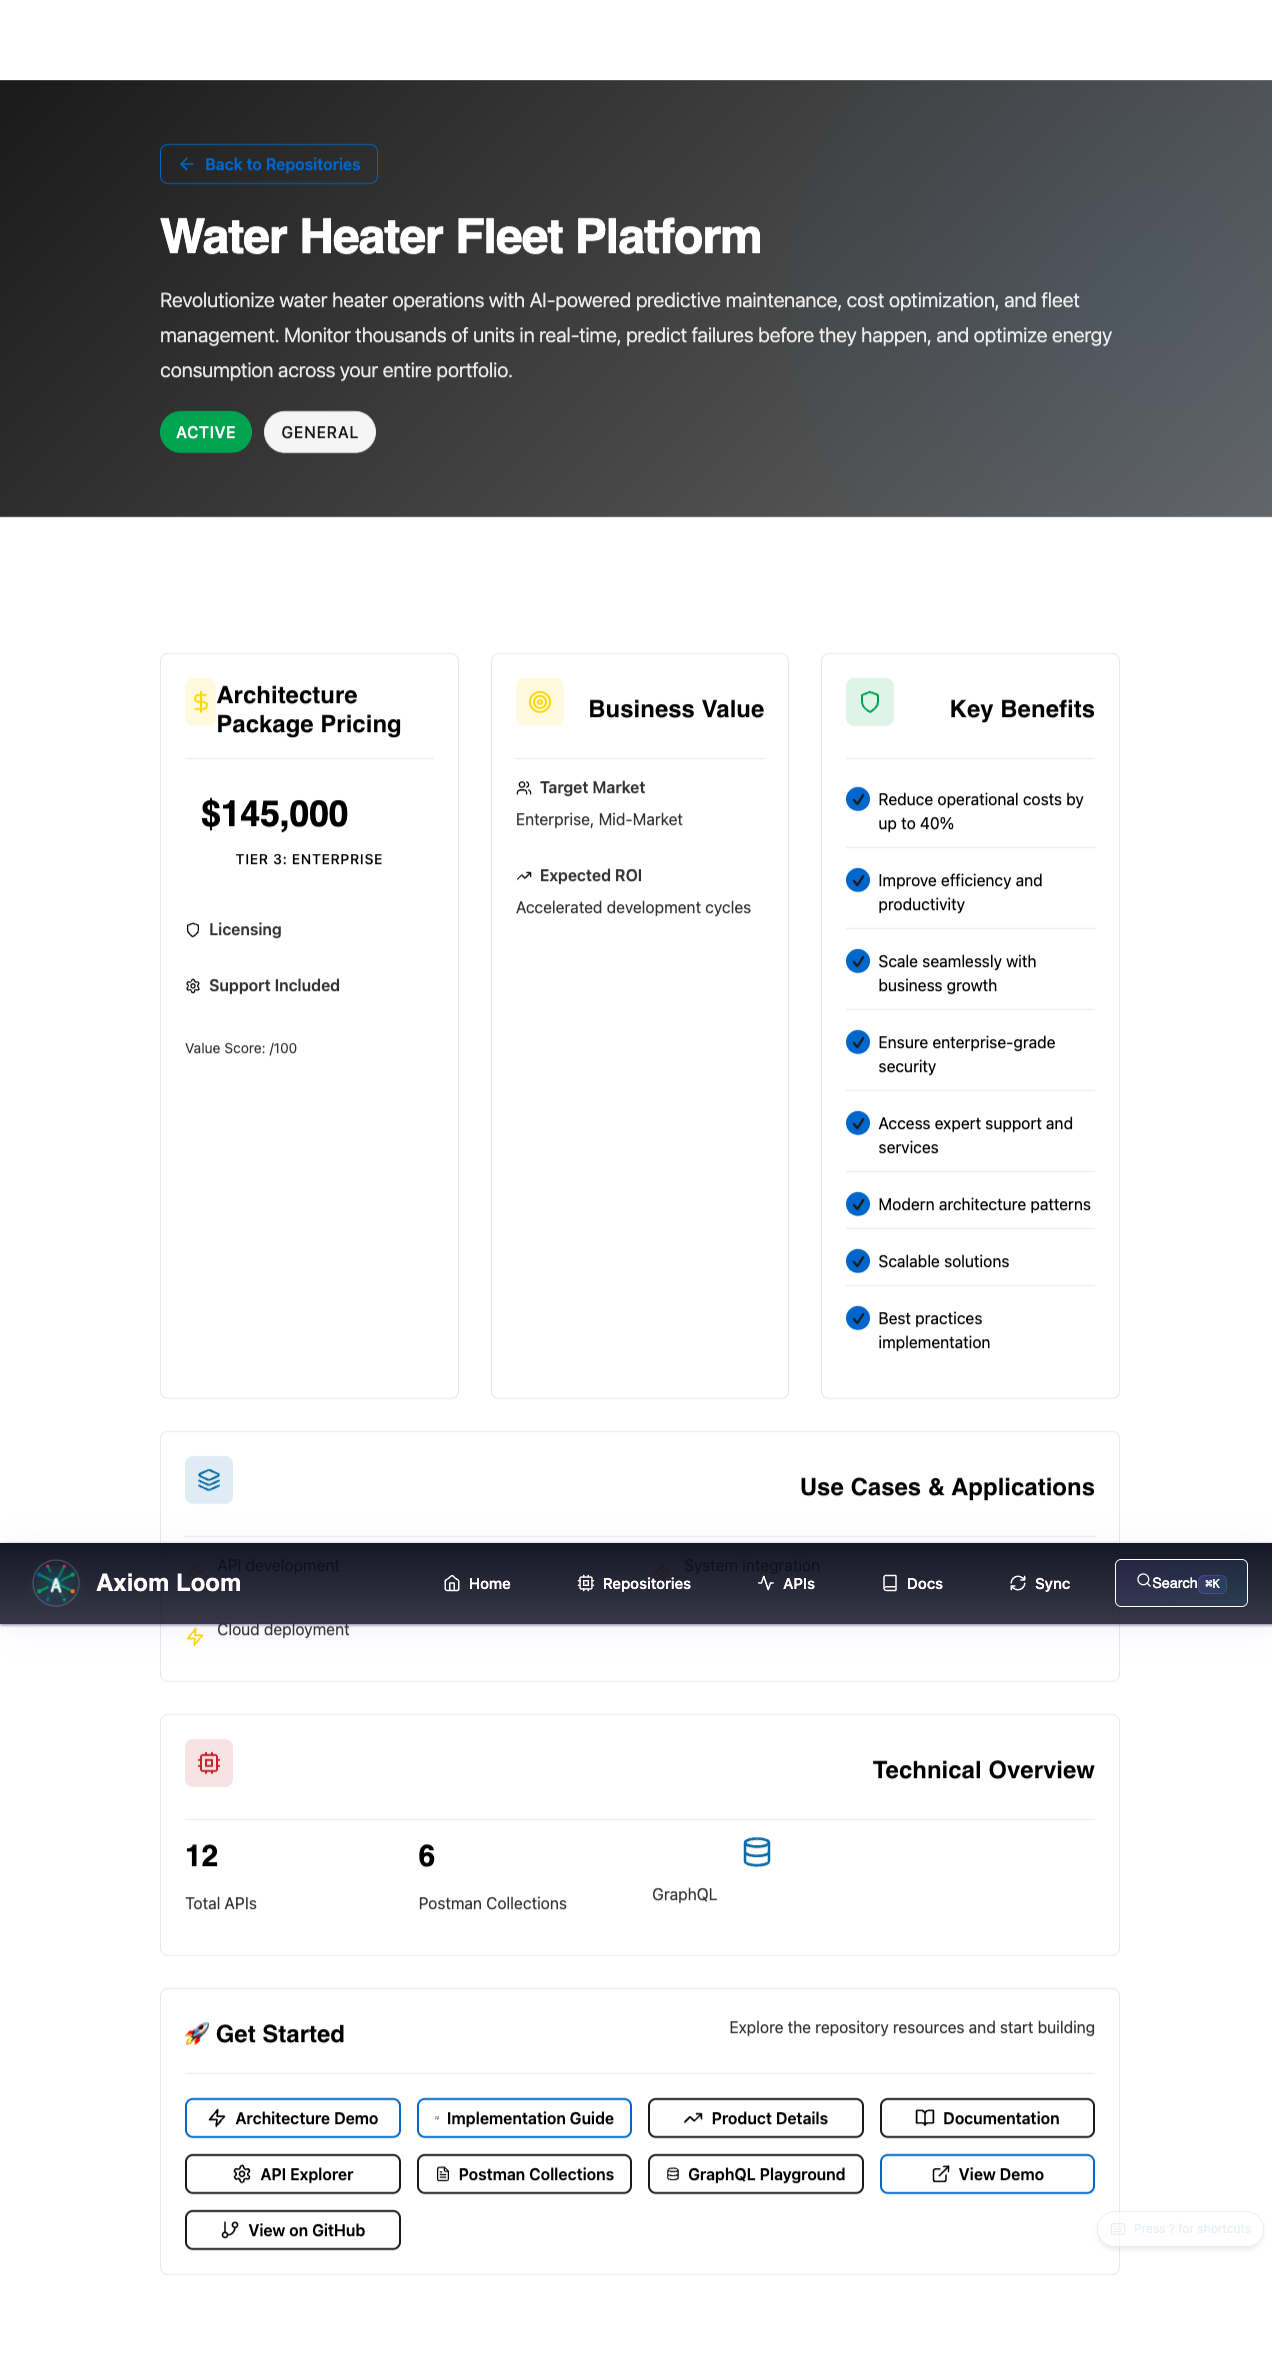 Back to Repositories
Water Heater Fleet Platform
Revolutionize water heater operations with AI-powered predictive maintenance, cost optimization, and fleet
management. Monitor thousands of units in real-time, predict failures before they happen, and optimize energy
consumption across your entire portfolio.
ACTIVE
GENERAL
Architecture
Package Pricing
$145,000
TIER 3: ENTERPRISE
Licensing
Support Included
Value Score: /100
Business Value
Target Market
Enterprise, Mid-Market
Expected ROI
Accelerated development cycles
Key Benefits
Reduce operational costs by
up to 40%
Improve efficiency and
productivity
Scale seamlessly with
business growth
Ensure enterprise-grade
security
Access expert support and
services
Modern architecture patterns
Scalable solutions
Best practices
implementation
Use Cases & Applications
API development
System integration
A
Axiom Loom
Home
Repositories
APIs
Docs
Sync
Search ⌘K
Cloud deployment
Technical Overview
12
Total APIs
6
Postman Collections
GraphQL
🚀 Get Started
Explore the repository resources and start building
Architecture Demo
Implementation Guide
Product Details
Documentation
API Explorer
Postman Collections
GraphQL Playground
View Demo
View on GitHub
Press ? for shortcuts